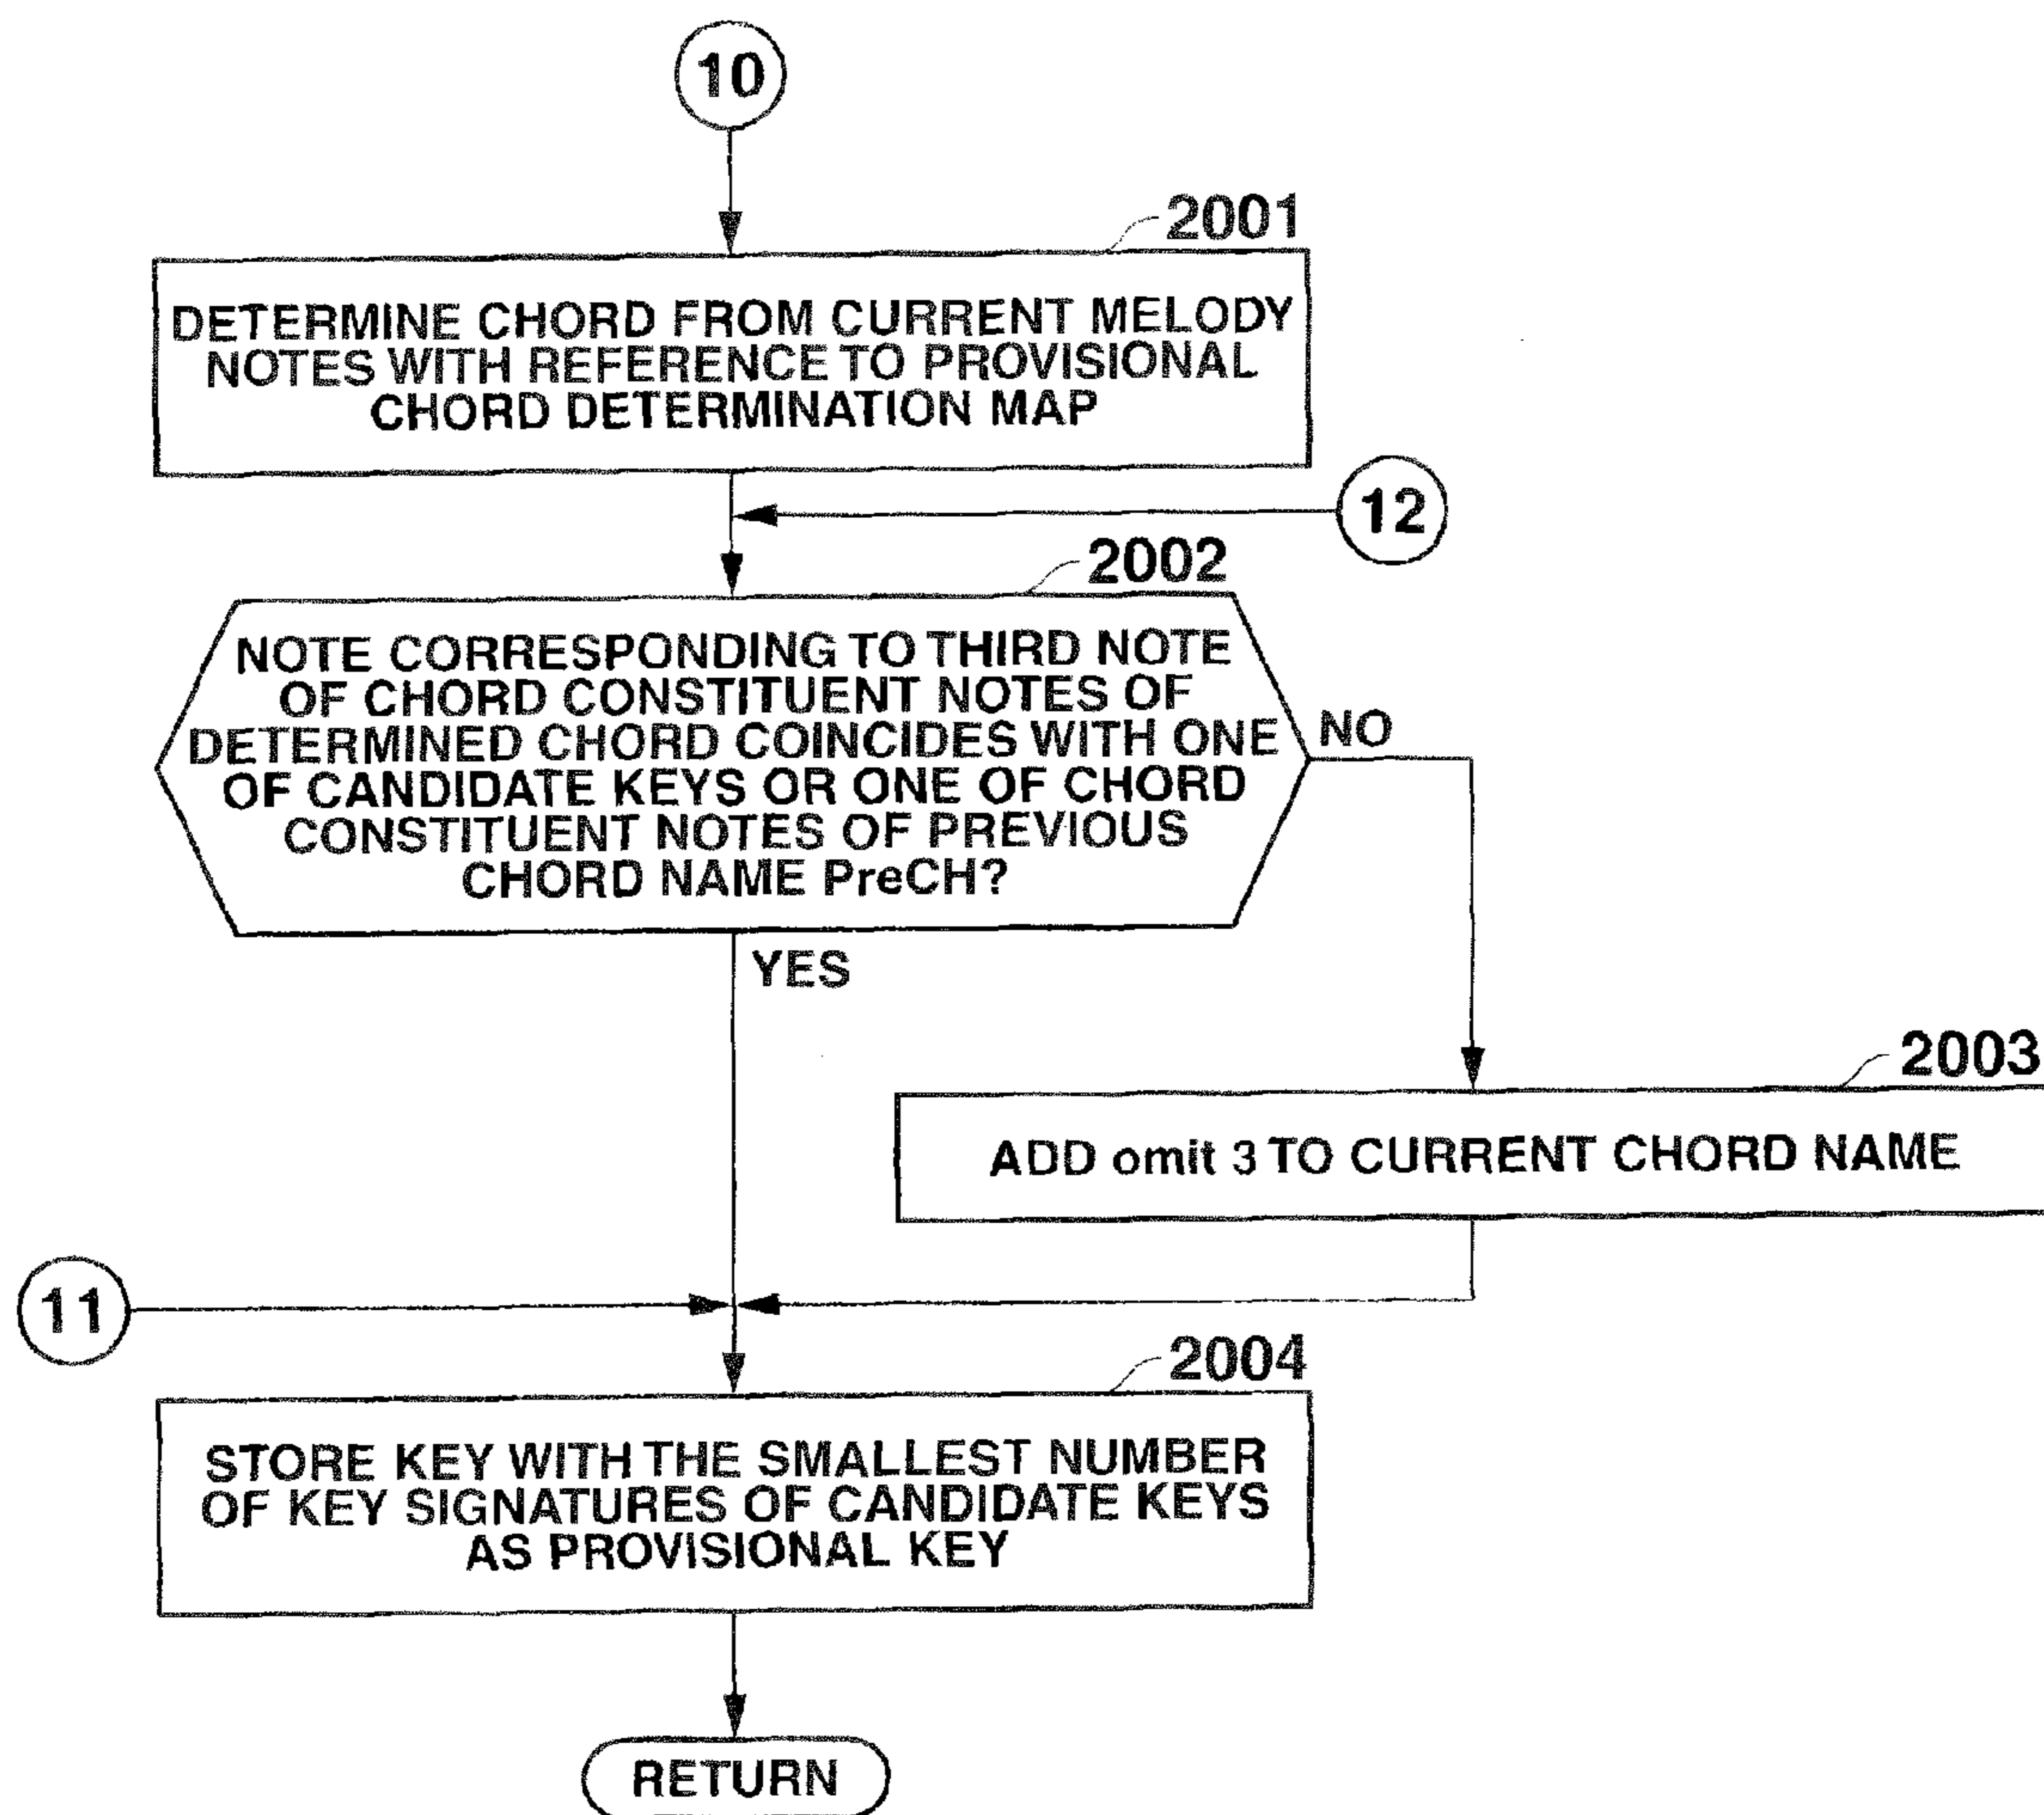 10
2001
DETERMINE CHORD FROM CURRENT MELODY
NOTES WITH REFERENCE TO PROVISIONAL
CHORD DETERMINATION MAP
12
2002
NOTE CORRESPONDING TO THIRD NOTE
OF CHORD CONSTITUENT NOTES OF
DETERMINED CHORD COINCIDES WITH ONE
OF CANDIDATE KEYS OR ONE OF CHORD
CONSTITUENT NOTES OF PREVIOUS
CHORD NAME PreCH?
NO
YES
2003
ADD omit 3 TO CURRENT CHORD NAME
11
2004
STORE KEY WITH THE SMALLEST NUMBER
OF KEY SIGNATURES OF CANDIDATE KEYS
AS PROVISIONAL KEY
RETURN